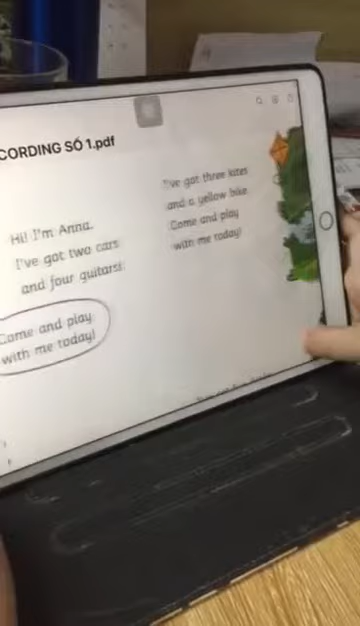 CORDING SỐ 1.pdf
Hi! I'm Anna.
I've got two cars
and four guitars!
Come and play
with me today!
I've got three kites
and a yellow bike.
Come and play
with me today!